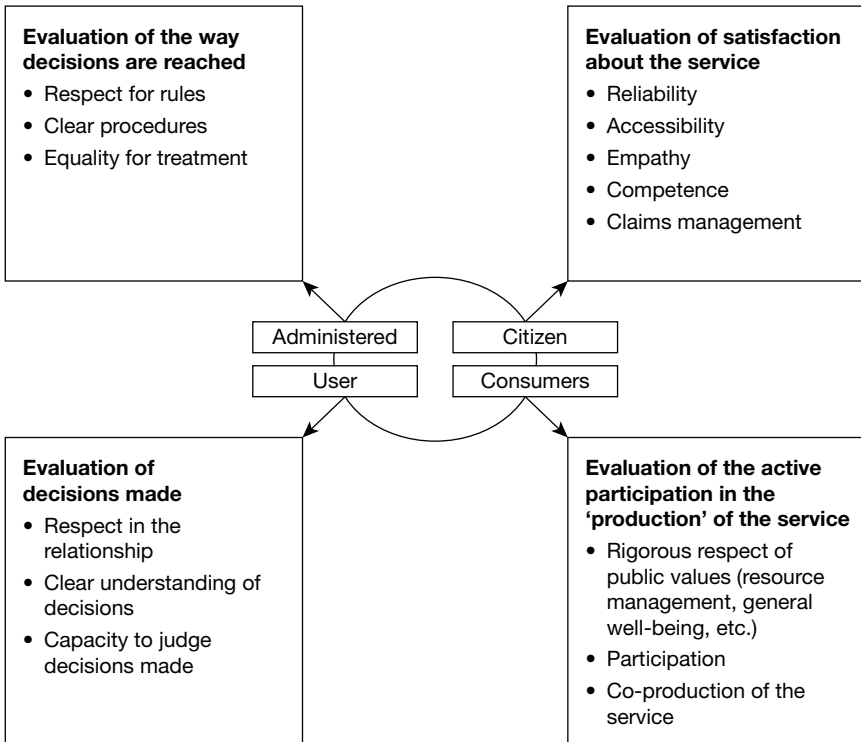 Evaluation of the way
decisions are reached
• Respect for rules
• Clear procedures
• Equality for treatment
Evaluation of satisfaction
about the service
• Reliability
• Accessibility
• Empathy
• Competence
• Claims management
Administered
Citizen
User
Consumers
Evaluation of
decisions made
• Respect in the
relationship
• Clear understanding of
decisions
• Capacity to judge
decisions made
Evaluation of the active
participation in the
‘production’ of the service
• Rigorous respect of
public values (resource
management, general
well-being, etc.)
• Participation
• Co-production of the
service